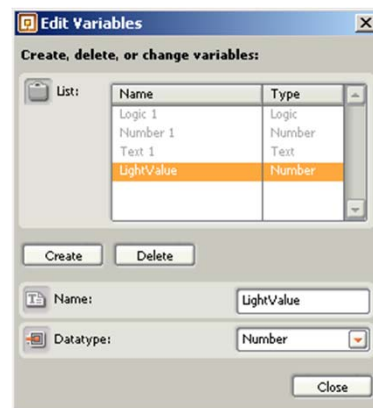 Edit Variables
Create, delete, or change variables:
List:
Name Type
Logic 1 Logic
Number 1 Number
Text 1 Text
LightValue Number
Create Delete
Name: LightValue
Datatype: Number
Close